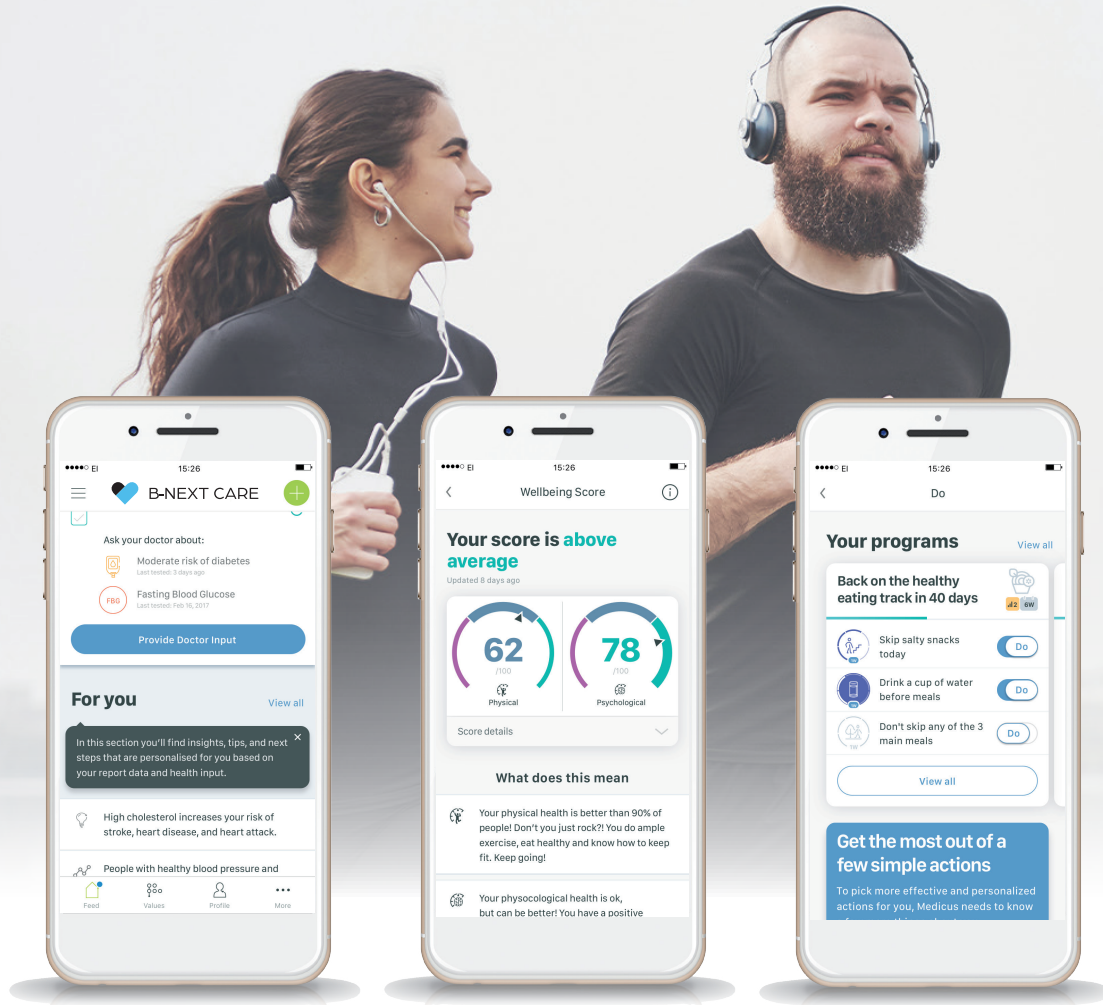 EI 15:26
B-NEXT CARE
Ask your doctor about:
Moderate risk of diabetes
Last tested: 3 days ago
FBG
Fasting Blood Glucose
Last tested: Feb 16, 2017
Provide Doctor Input
For you
View all
In this section you'll find insights, tips, and next
steps that are personalised for you based on
your report data and health input.
High cholesterol increases your risk of
stroke, heart disease, and heart attack.
People with healthy blood pressure and
Feed Values Profile More
EI 15:26
Wellbeing Score
Your score is above
average
Updated 8 days ago
62
/100
Physical
78
/100
Psychological
Score details
What does this mean
Your physical health is better than 90% of
people! Don't you just rock?! You do ample
exercise, eat healthy and know how to keep
fit. Keep going!
Your physocological health is ok,
but can be better! You have a positive
EI 15:26
Do
Your programs
View all
Back on the healthy
eating track in 40 days
2 6W
Skip salty snacks
today
Do
Drink a cup of water
before meals
Do
Don't skip any of the 3
main meals
Do
View all
Get the most out of a
few simple actions
To pick more effective and personalized
actions for you, Medicus needs to know